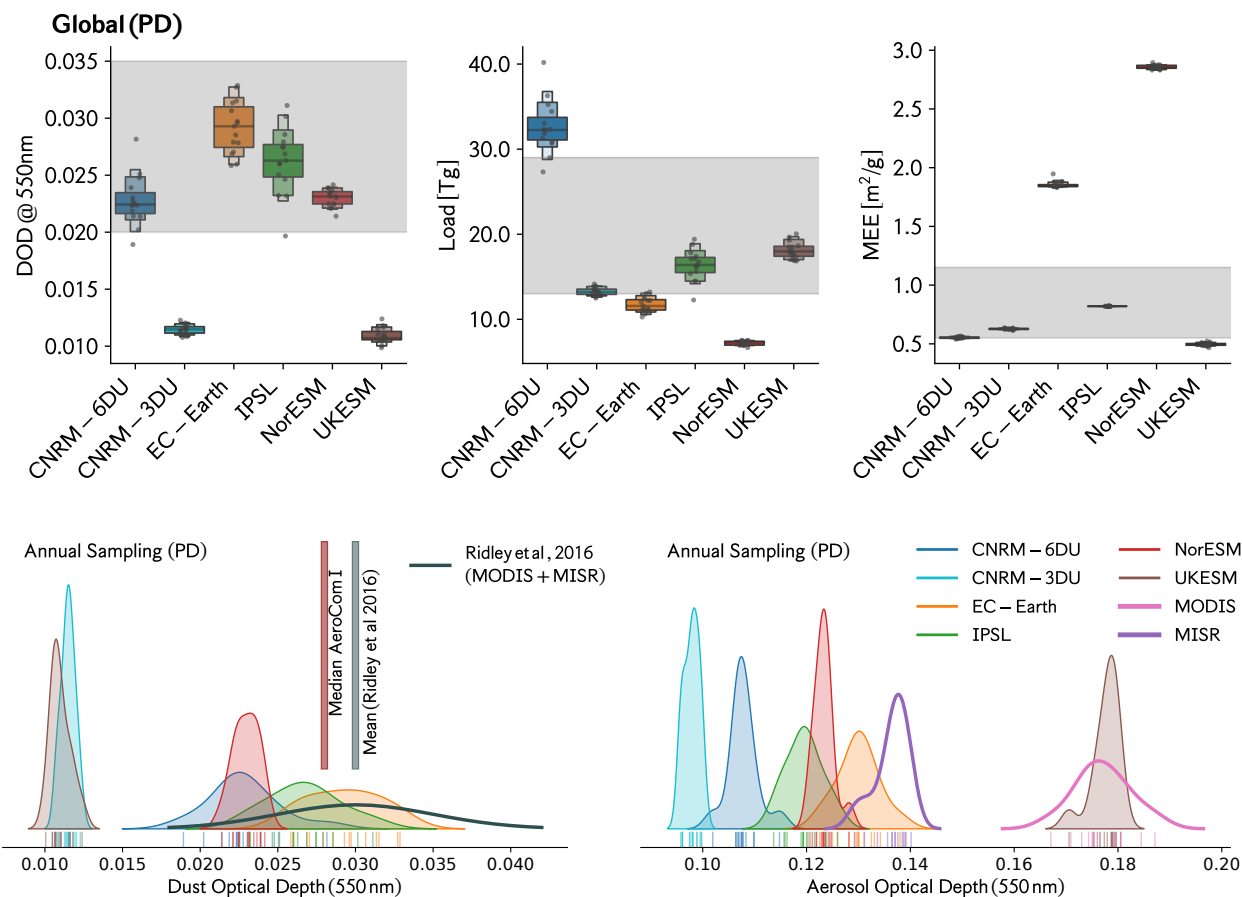 Global (PD)
DOD @ 550nm
0.035
0.030
0.025
0.020
0.015
0.010
CNRM – 6DU
CNRM – 3DU
EC – Earth
IPSL
NorESM
UKESM
Load [Tg]
40.0
30.0
20.0
10.0
CNRM – 6DU
CNRM – 3DU
EC – Earth
IPSL
NorESM
UKESM
MEE [m²/g]
3.0
2.5
2.0
1.5
1.0
0.5
CNRM – 6DU
CNRM – 3DU
EC – Earth
IPSL
NorESM
UKESM
Annual Sampling (PD)
Median AeroCom I
Mean (Ridley et al 2016)
Ridley et al , 2016
(MODIS + MISR)
0.010
0.015
0.020
0.025
0.030
0.035
0.040
Dust Optical Depth (550 nm)
Annual Sampling (PD)
CNRM – 6DU
CNRM – 3DU
EC – Earth
IPSL
NorESM
UKESM
MODIS
MISR
0.10
0.12
0.14
0.16
0.18
0.20
Aerosol Optical Depth (550 nm)